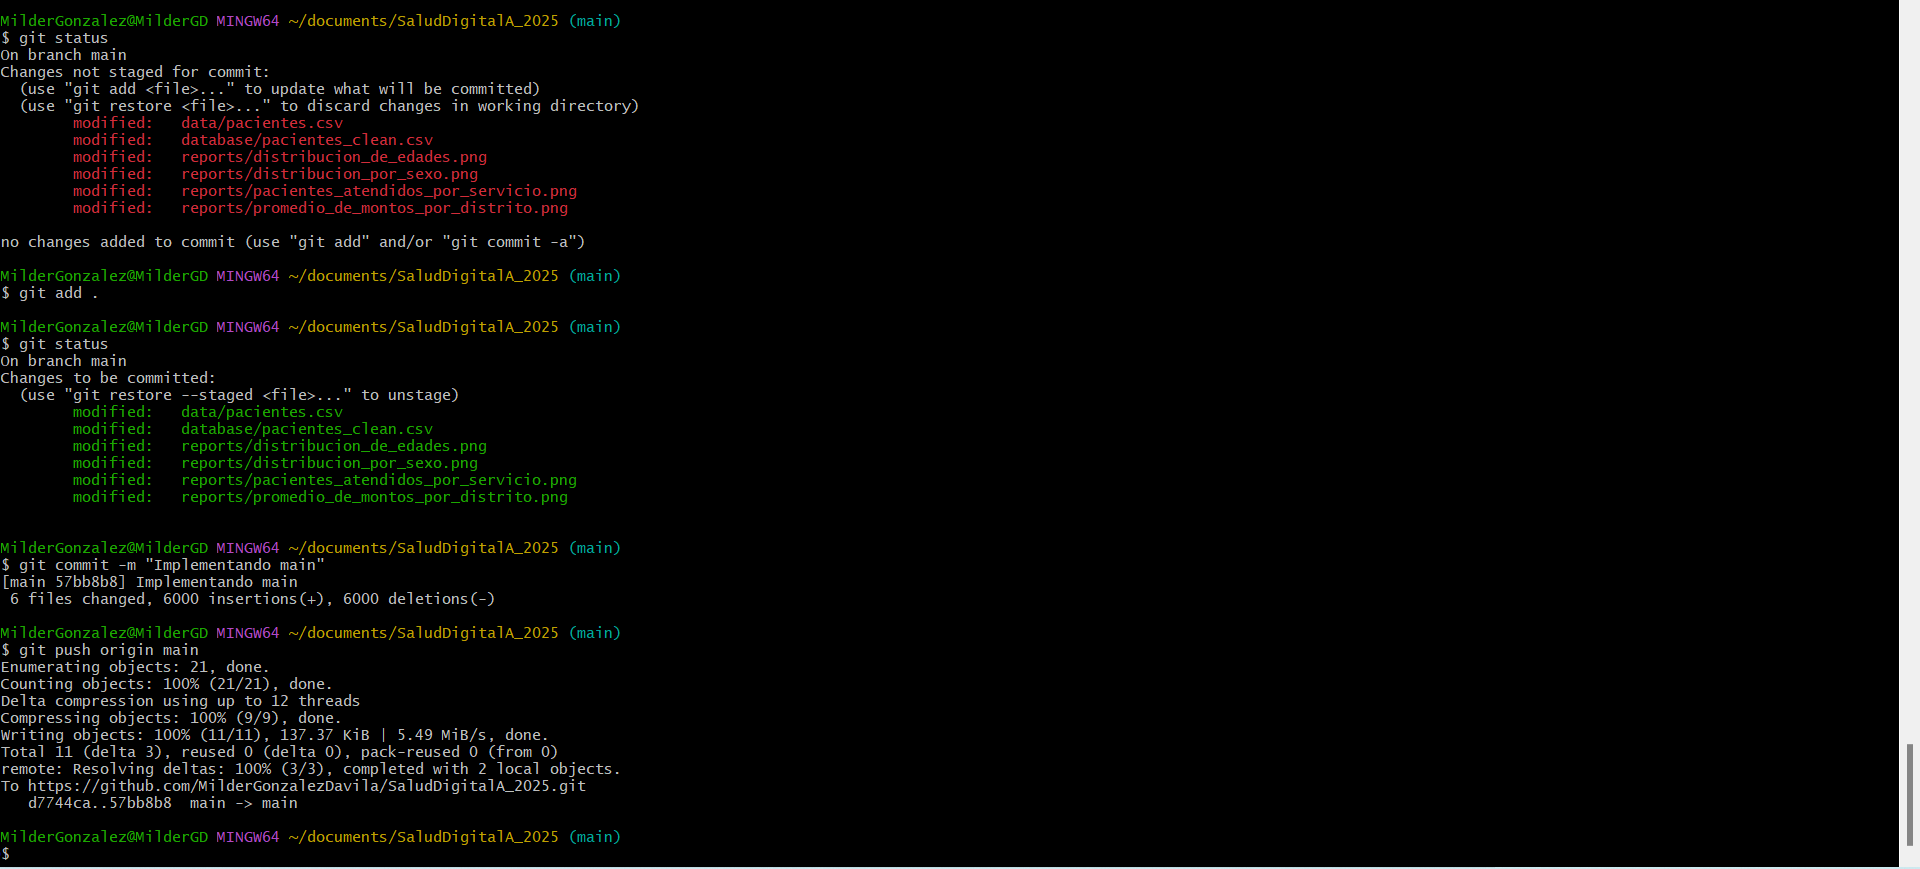 MilderGonzalez@MilderGD MINGW64 ~/documents/SaludDigitalA_2025 (main)
$ git status
On branch main
Changes not staged for commit:
  (use "git add <file>..." to update what will be committed)
  (use "git restore <file>..." to discard changes in working directory)
        modified:   data/pacientes.csv
        modified:   database/pacientes_clean.csv
        modified:   reports/distribucion_de_edades.png
        modified:   reports/distribucion_por_sexo.png
        modified:   reports/pacientes_atendidos_por_servicio.png
        modified:   reports/promedio_de_montos_por_distrito.png
no changes added to commit (use "git add" and/or "git commit -a")
MilderGonzalez@MilderGD MINGW64 ~/documents/SaludDigitalA_2025 (main)
$ git add .
MilderGonzalez@MilderGD MINGW64 ~/documents/SaludDigitalA_2025 (main)
$ git status
On branch main
Changes to be committed:
  (use "git restore --staged <file>..." to unstage)
        modified:   data/pacientes.csv
        modified:   database/pacientes_clean.csv
        modified:   reports/distribucion_de_edades.png
        modified:   reports/distribucion_por_sexo.png
        modified:   reports/pacientes_atendidos_por_servicio.png
        modified:   reports/promedio_de_montos_por_distrito.png
MilderGonzalez@MilderGD MINGW64 ~/documents/SaludDigitalA_2025 (main)
$ git commit -m "Implementando main"
[main 57bb8b8] Implementando main
 6 files changed, 6000 insertions(+), 6000 deletions(-)
MilderGonzalez@MilderGD MINGW64 ~/documents/SaludDigitalA_2025 (main)
$ git push origin main
Enumerating objects: 21, done.
Counting objects: 100% (21/21), done.
Delta compression using up to 12 threads
Compressing objects: 100% (9/9), done.
Writing objects: 100% (11/11), 137.37 KiB | 5.49 MiB/s, done.
Total 11 (delta 3), reused 0 (delta 0), pack-reused 0 (from 0)
remote: Resolving deltas: 100% (3/3), completed with 2 local objects.
To https://github.com/MilderGonzalezDavila/SaludDigitalA_2025.git
   d7744ca..57bb8b8  main -> main
MilderGonzalez@MilderGD MINGW64 ~/documents/SaludDigitalA_2025 (main)
$